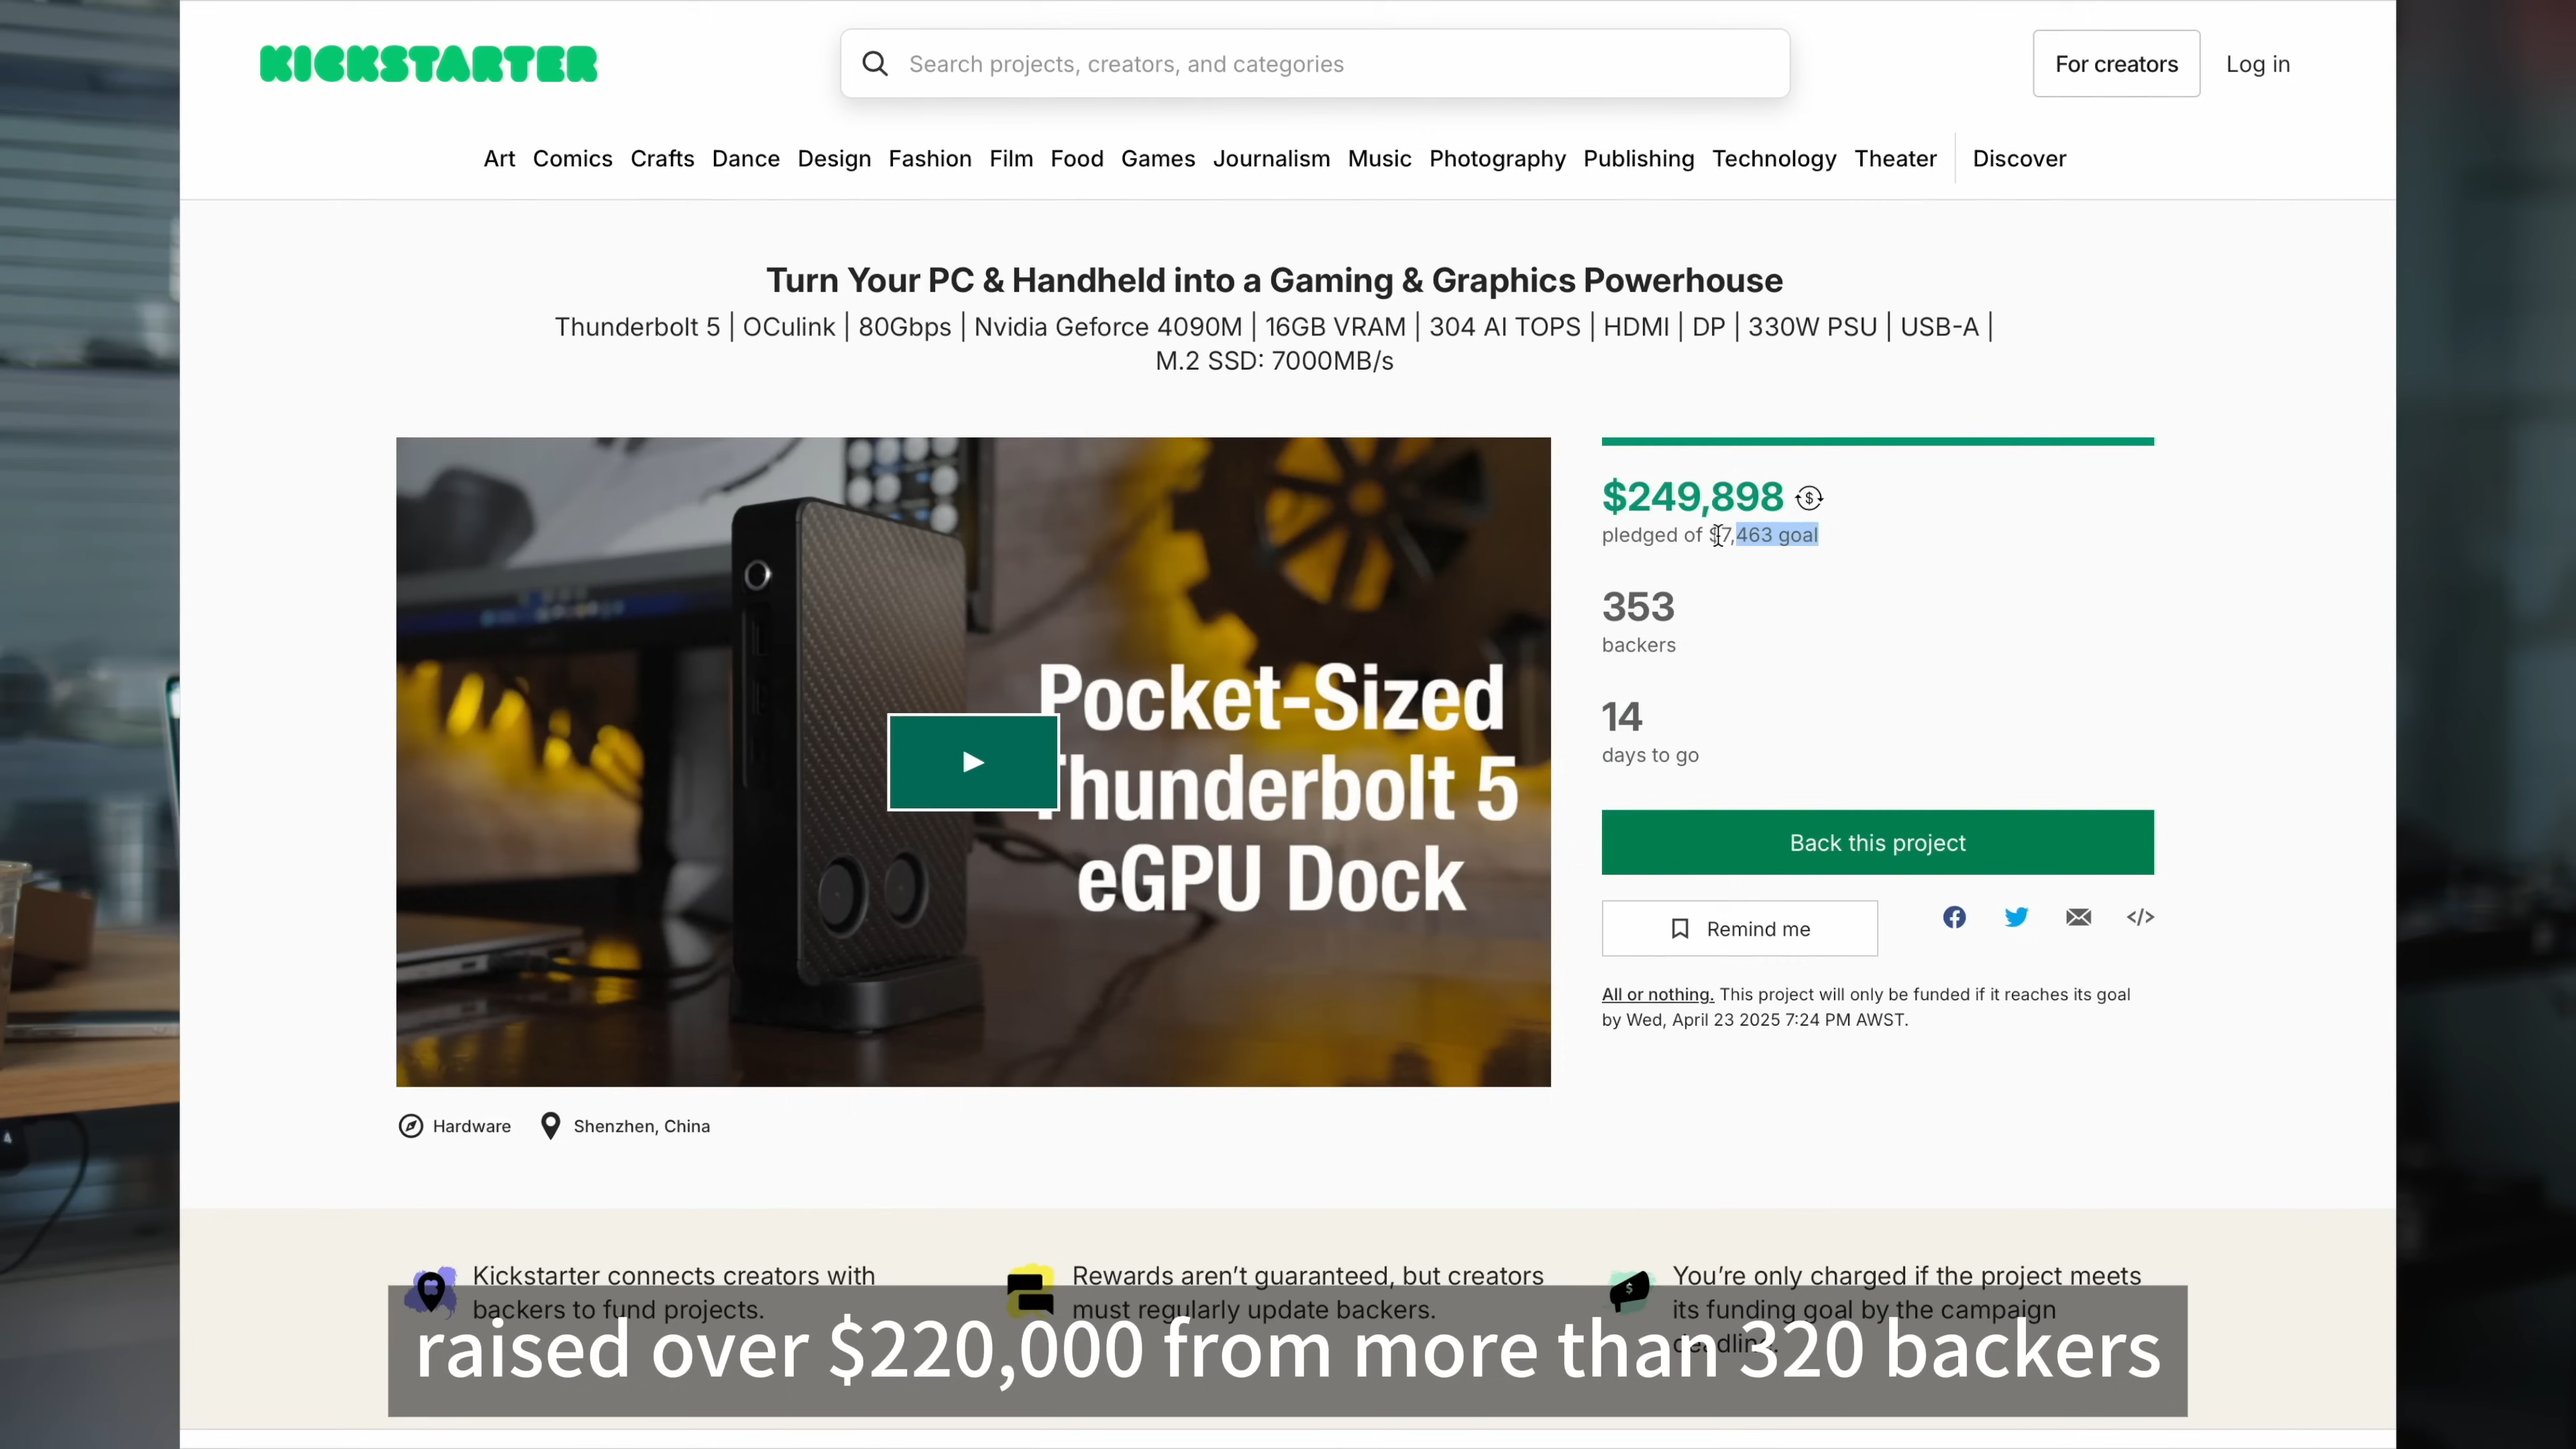 KICKSTARTER
Search projects, creators, and categories
For creators
Log in
Art Comics Crafts Dance Design Fashion Film Food Games Journalism Music Photography Publishing Technology Theater Discover
Turn Your PC & Handheld into a Gaming & Graphics Powerhouse
Thunderbolt 5 | OCulink | 80Gbps | Nvidia Geforce 4090M | 16GB VRAM | 304 AI TOPS | HDMI | DP | 330W PSU | USB-A |
M.2 SSD: 7000MB/s
Pocket-Sized
Thunderbolt 5
eGPU Dock
$249,898
pledged of $7,463 goal
353
backers
14
days to go
Back this project
Remind me
All or nothing. This project will only be funded if it reaches its goal
by Wed, April 23 2025 7:24 PM AWST.
Hardware
Shenzhen, China
Kickstarter connects creators with
backers to fund projects.
Rewards aren't guaranteed, but creators
must regularly update backers.
You're only charged if the project meets
its funding goal by the campaign
deadline.
raised over $220,000 from more than 320 backers